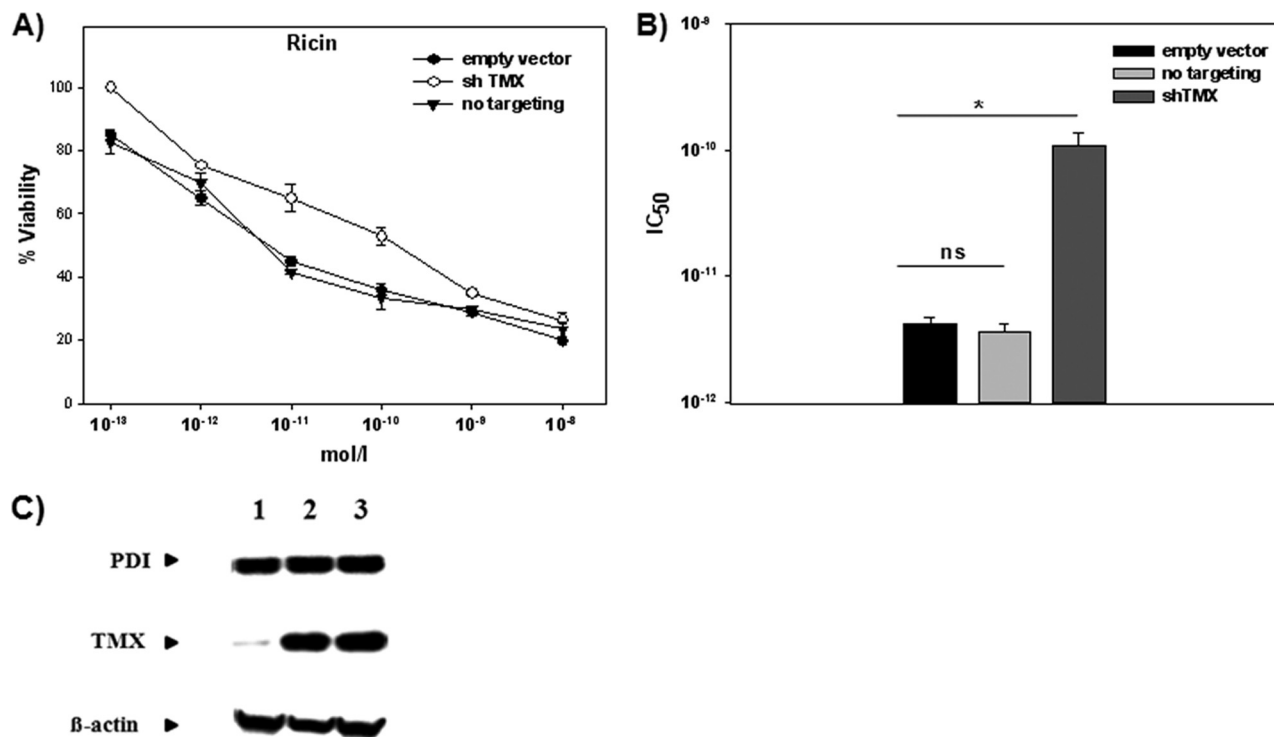 A)
Ricin
empty vector
sh TMX
no targeting
% Viability
100
80
60
40
20
0
10-13
10-12
10-11
10-10
10-9
10-8
mol/l
B)
empty vector
no targeting
shTMX
*
ns
IC50
10-9
10-10
10-11
10-12
C)
1 2 3
PDI
TMX
ß-actin